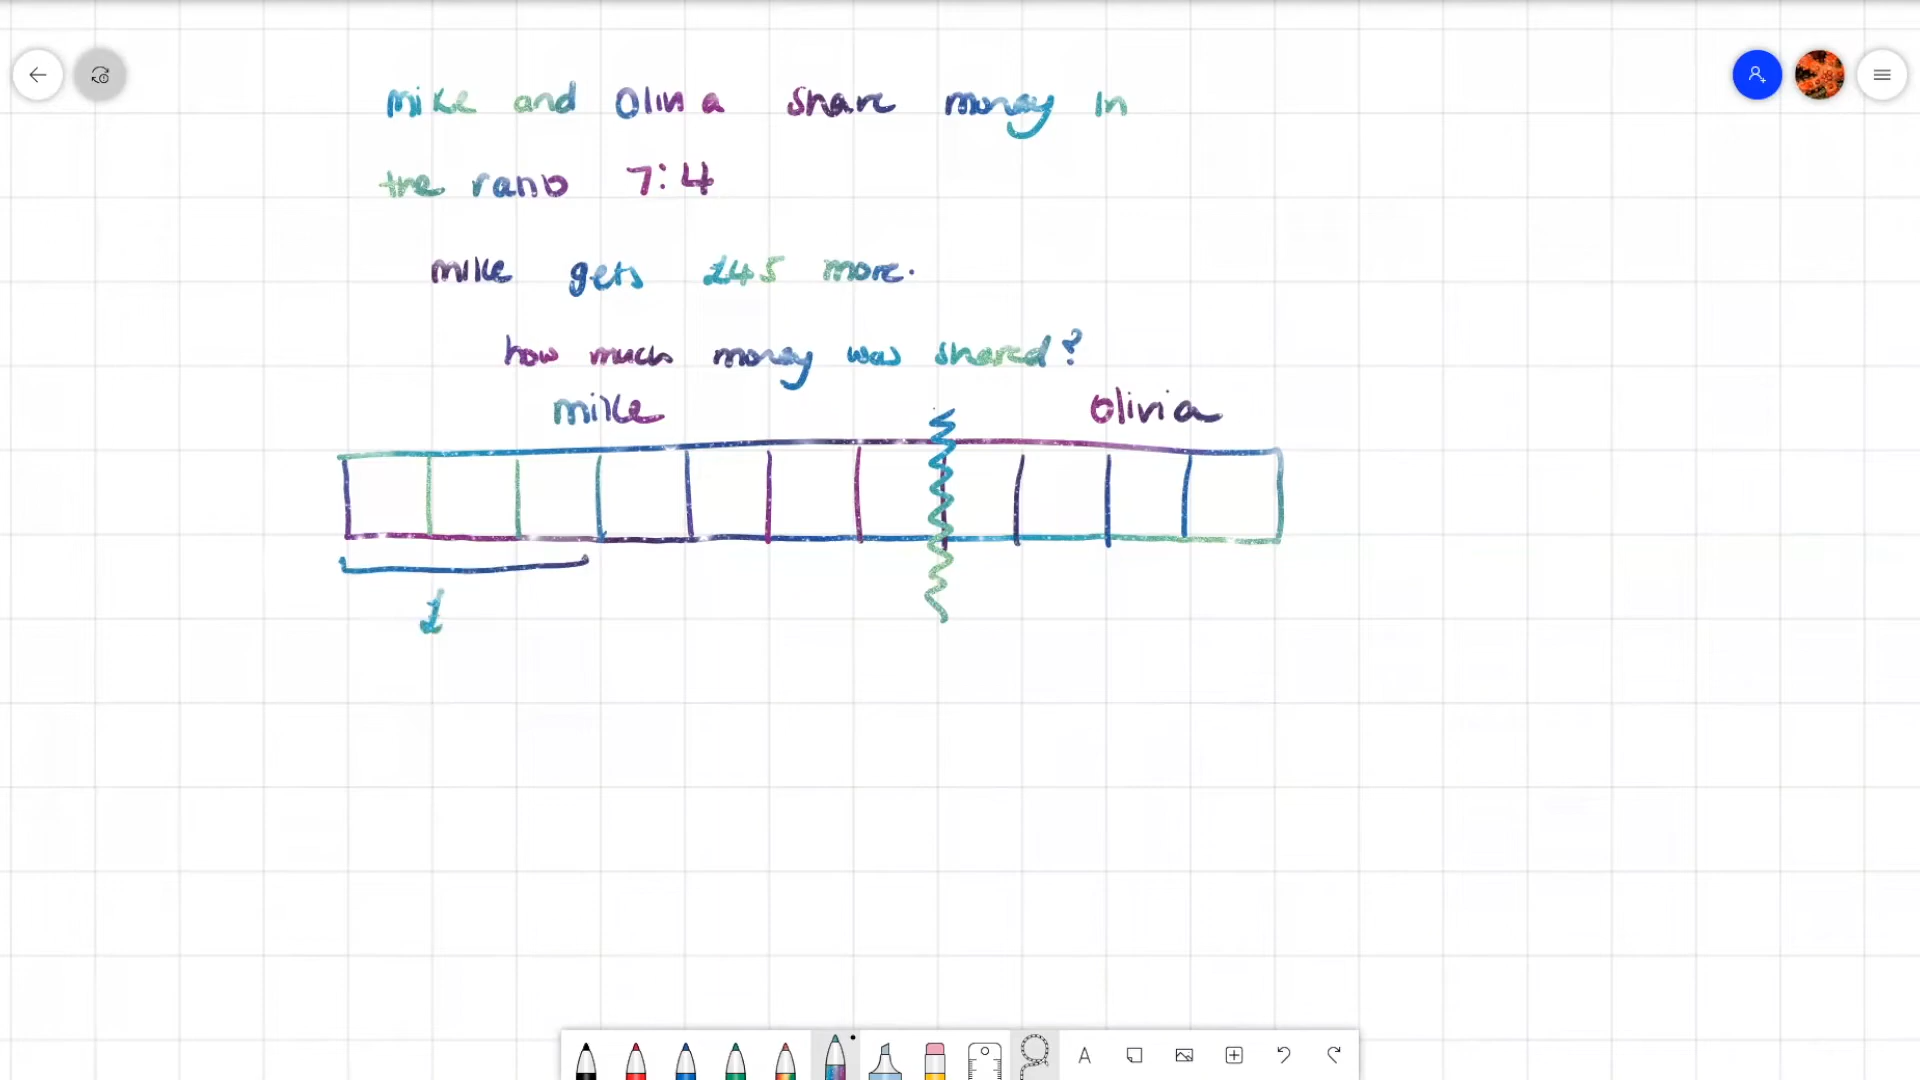 Mike and Olivia share money in
the ratio 7:4
Mike gets £45 more.
how much money was shared?
Mike Olivia
£
A